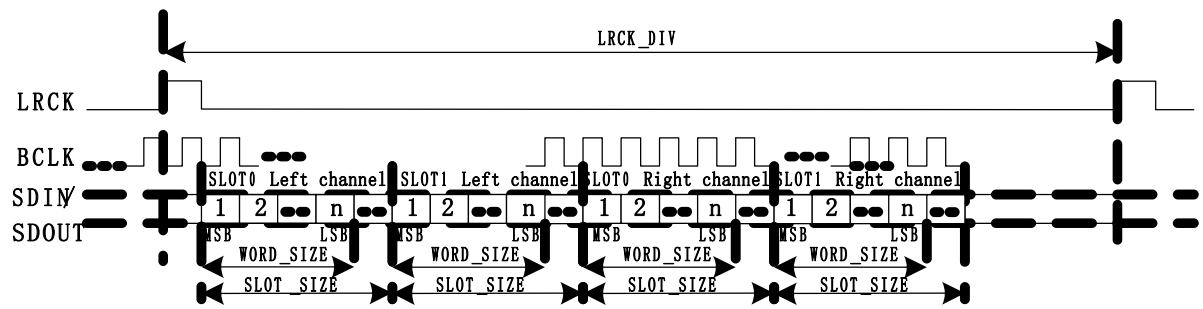 LRCK_DIV
LRCK
BCLK
SLOT0 Left channel SLOT1 Left channel SLOT0 Right channel SLOT1 Right channel
SDIN/
SDOUT
1 2 n 1 2 n 1 2 n 1 2 n
MSB LSB MSB LSB MSB LSB MSB LSB
WORD_SIZE WORD_SIZE WORD_SIZE WORD_SIZE
SLOT_SIZE SLOT_SIZE SLOT_SIZE SLOT_SIZE